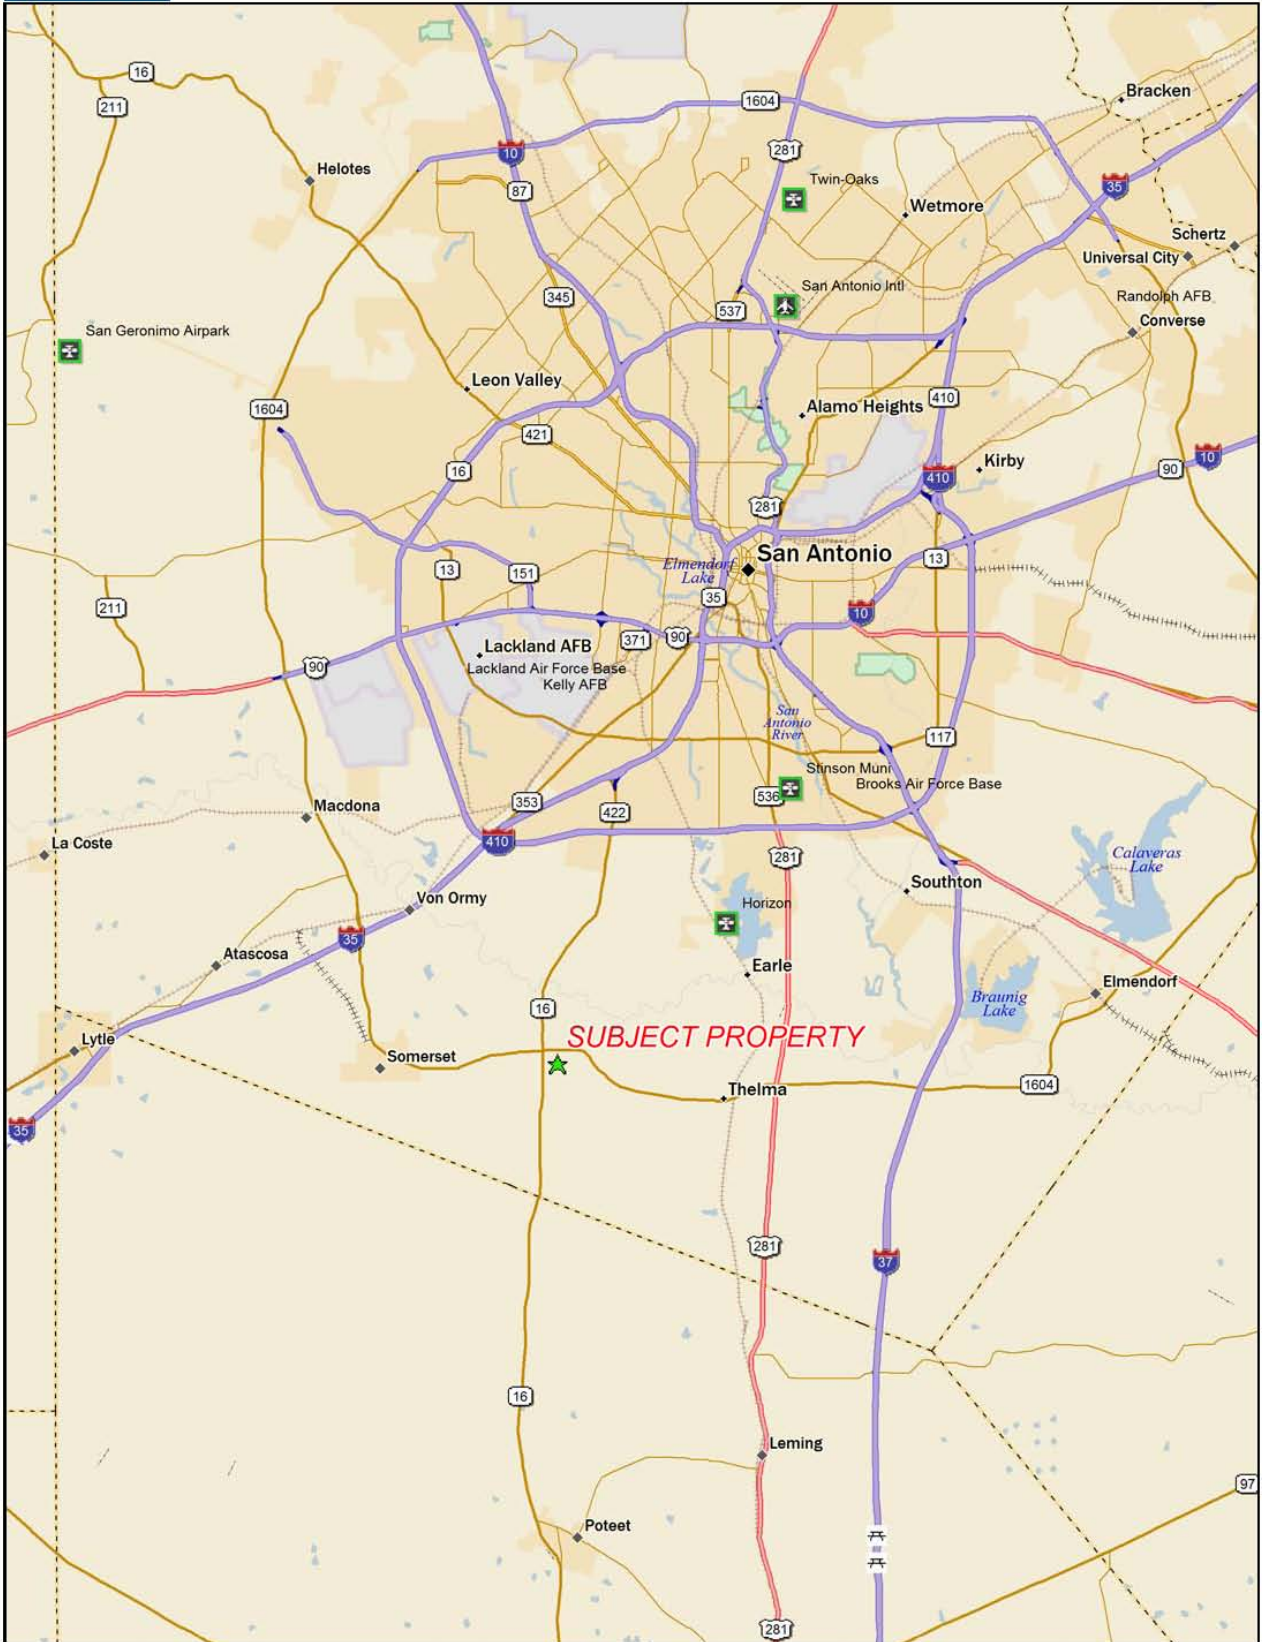 16
211
1604
Bracken
281
10
Helotes
Twin-Oaks
87
35
Wetmore
Schertz
Universal City
San Antonio Intl
345
Randolph AFB
537
Converse
San Geronimo Airpark
Leon Valley
410
1604
Alamo Heights
421
10
Kirby
16
90
410
281
San Antonio
13
Elmendorf
Lake
13
151
35
211
10
371
90
Lackland AFB
90
Lackland Air Force Base
Kelly AFB
San
Antonio
River
117
Stinson Muni
Brooks Air Force Base
536
353
Macdona
422
410
La Coste
281
Calaveras
Lake
Southton
Von Ormy
Horizon
35
Atascosa
Earle
Elmendorf
Braunig
Lake
16
SUBJECT PROPERTY
Lytle
Somerset
1604
Thelma
35
281
37
16
Leming
97
Poteet
281